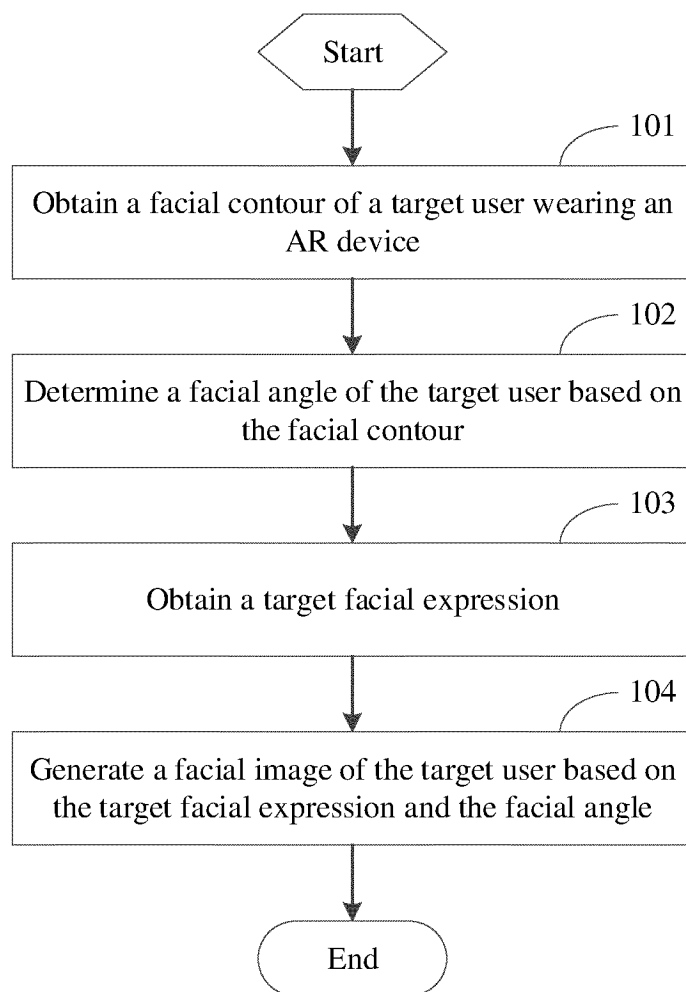 Start
101
Obtain a facial contour of a target user wearing an
AR device
102
Determine a facial angle of the target user based on
the facial contour
103
Obtain a target facial expression
104
Generate a facial image of the target user based on
the target facial expression and the facial angle
End